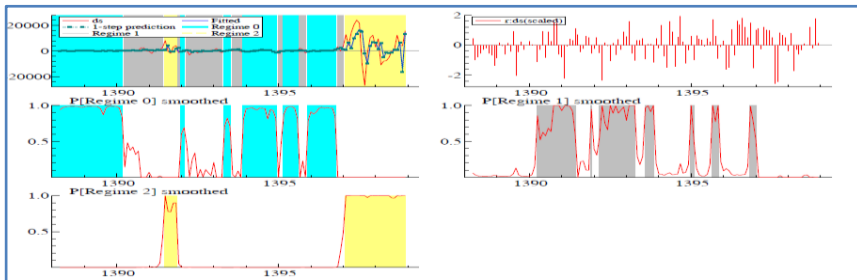 ds
Fitted
1-step prediction
Regime 0
Regime 1
Regime 2
20000
0
20000
1390
1395
r:ds(scaled)
2
0
-2
1390
1395
P[Regime 0] smoothed
1.0
0.5
1390
1395
P[Regime 1] smoothed
1.0
0.5
1390
1395
P[Regime 2] smoothed
1.0
0.5
1390
1395